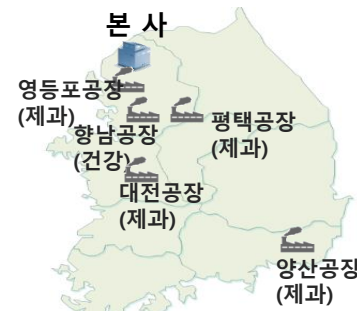 본 사
영등포공장
(제과)
향남공장
(건강)
평택공장
(제과)
대전공장
(제과)
양산공장
(제과)